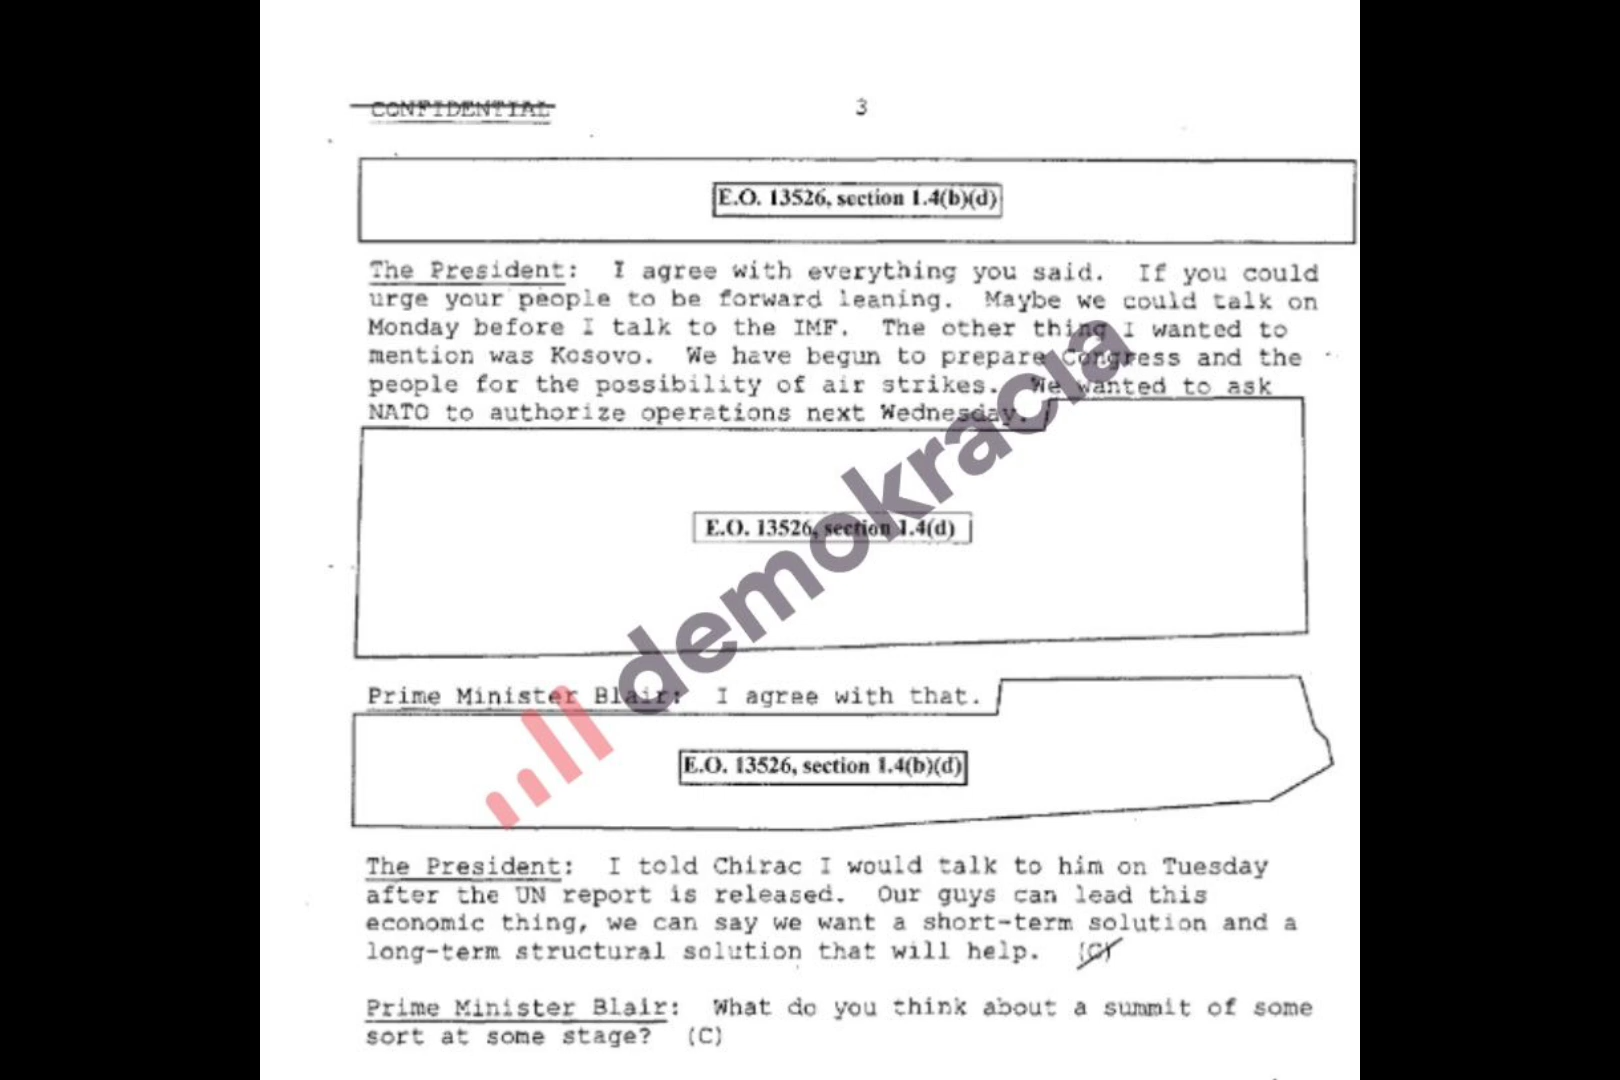 CONFIDENTIAL
3
E.O. 13526, section 1.4(b)(d)
The President: I agree with everything you said. If you could
urge your people to be forward leaning. Maybe we could talk on
Monday before I talk to the IMF. The other thing I wanted to
mention was Kosovo. We have begun to prepare Congress and the
people for the possibility of air strikes. We wanted to ask
NATO to authorize operations next Wednesday.
E.O. 13526, section 1.4(d)
demokracia
Prime Minister Blair: I agree with that.
E.O. 13526, section 1.4(b)(d)
The President: I told Chirac I would talk to him on Tuesday
after the UN report is released. Our guys can lead this
economic thing, we can say we want a short-term solution and a
long-term structural solution that will help. (C)
Prime Minister Blair: What do you think about a summit of some
sort at some stage? (C)